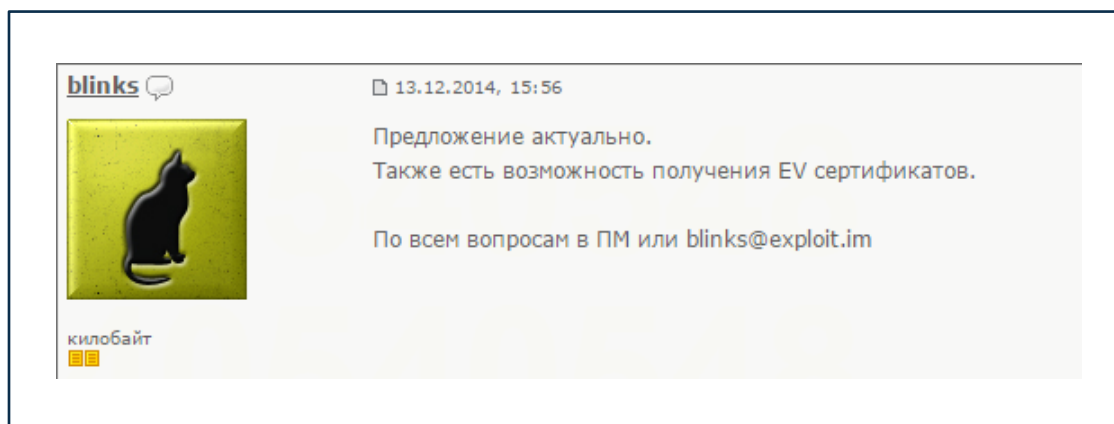 blinks
13.12.2014, 15:56
Предложение актуально.
Также есть возможность получения EV сертификатов.
По всем вопросам в ПМ или blinks@exploit.im
килобайт